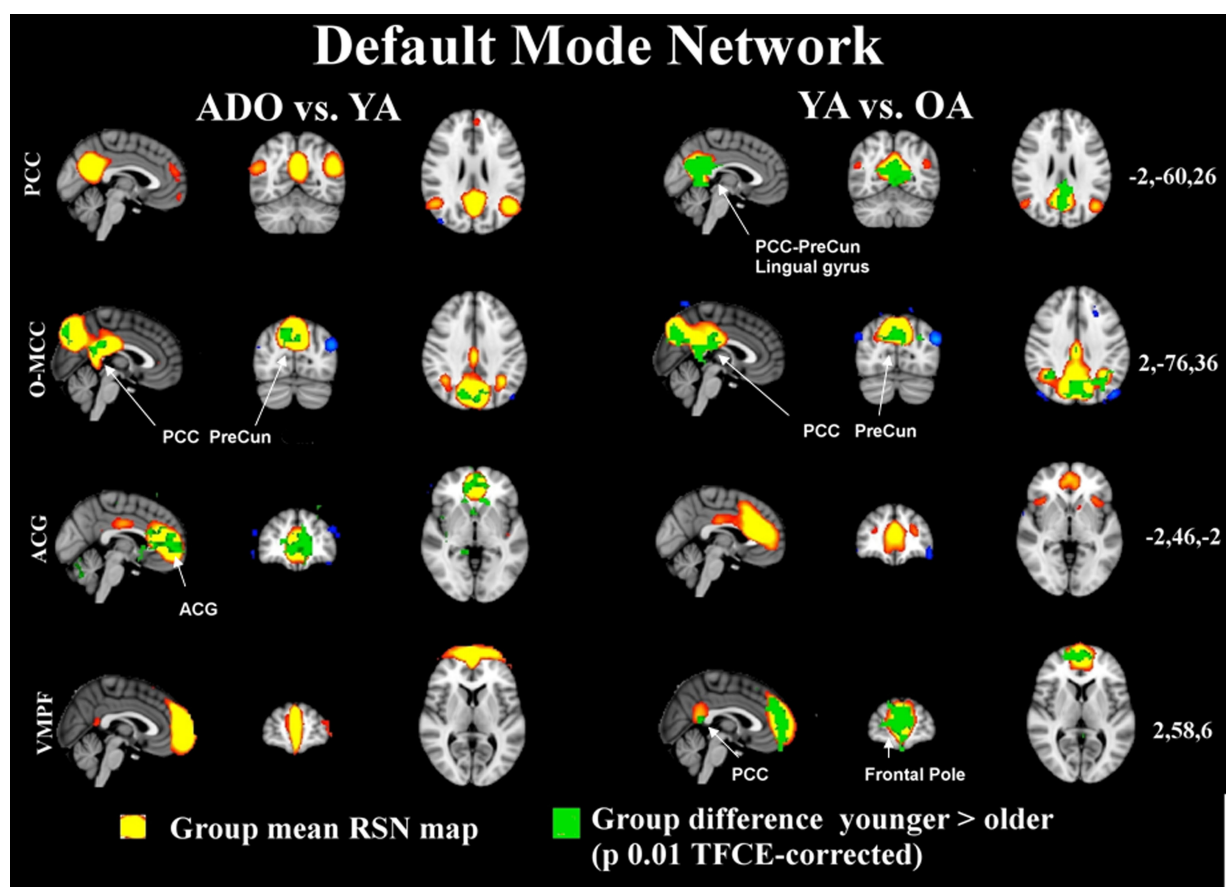 Default Mode Network
ADO vs. YA
YA vs. OA
PCC
-2,-60,26
PCC-PreCun
Lingual gyrus
O-MCC
2,-76,36
PCC PreCun
PCC PreCun
ACG
-2,46,-2
ACG
VMPF
2,58,6
PCC
Frontal Pole
Group mean RSN map
Group difference younger > older
(p 0.01 TFCE-corrected)